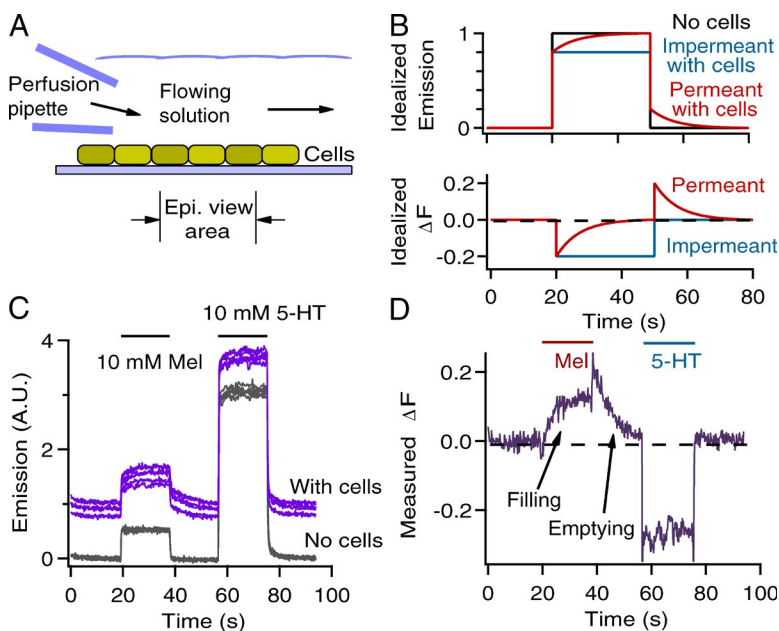 A
Perfusion
pipette
Flowing
solution
Cells
Epi. view
area
B
Idealized
Emission
1
0
No cells
Impermeant
with cells
Permeant
with cells
Idealized
ΔF
0.2
0.0
-0.2
Permeant
Impermeant
0 20 40 60 80
Time (s)
C
Emission (A.U.)
4
2
0
10 mM 5-HT
10 mM Mel
With cells
No cells
0 20 40 60 80 100
Time (s)
D
Measured ΔF
0.2
0.0
-0.2
Mel
5-HT
Filling
Emptying
0 20 40 60 80 100
Time (s)